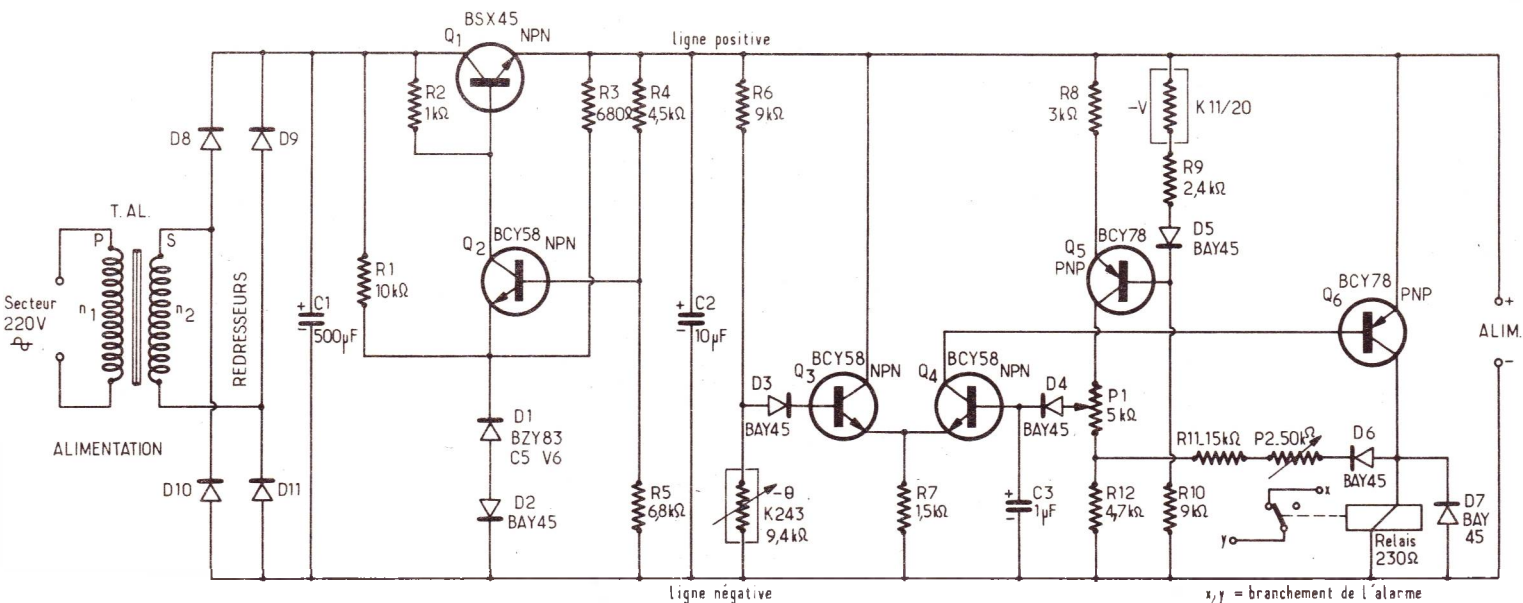 BSX45
Q1
NPN
ligne positive
R2
1kΩ
R3
680Ω
R4
4,5kΩ
R6
9kΩ
R8
3kΩ
-V
K11/20
D8
D9
R9
2,4kΩ
T. AL.
P
S
BCY58
Q2
NPN
BCY78
Q5
PNP
D5
BAY45
Secteur
220V
n1
n2
REDRESSEURS
+
C1
-
500µF
R1
10kΩ
+
C2
-
10µF
BCY78
Q6
PNP
+
ALIM.
-
BCY58
Q3
NPN
BCY58
Q4
NPN
D3
BAY45
D4
BAY45
P1
5kΩ
D1
BZY83
C5 V6
ALIMENTATION
R11.15kΩ
P2.50kΩ
D6
BAY45
D10
D11
D2
BAY45
R5
6,8kΩ
-θ
K243
9,4kΩ
R7
1,5kΩ
+
C3
-
1µF
R12
4,7kΩ
R10
9kΩ
x
y
Relais
230Ω
D7
BAY
45
ligne négative
x,y = branchement de l'alarme